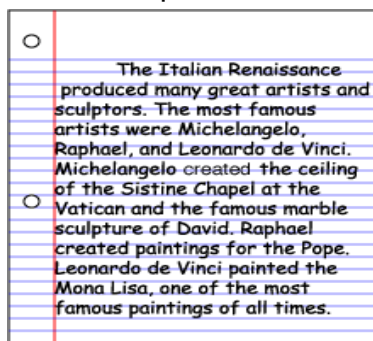 The Italian Renaissance
produced many great artists and
sculptors. The most famous
artists were Michelangelo,
Raphael, and Leonardo de Vinci.
Michelangelo created the ceiling
of the Sistine Chapel at the
Vatican and the famous marble
sculpture of David. Raphael
created paintings for the Pope.
Leonardo de Vinci painted the
Mona Lisa, one of the most
famous paintings of all times.